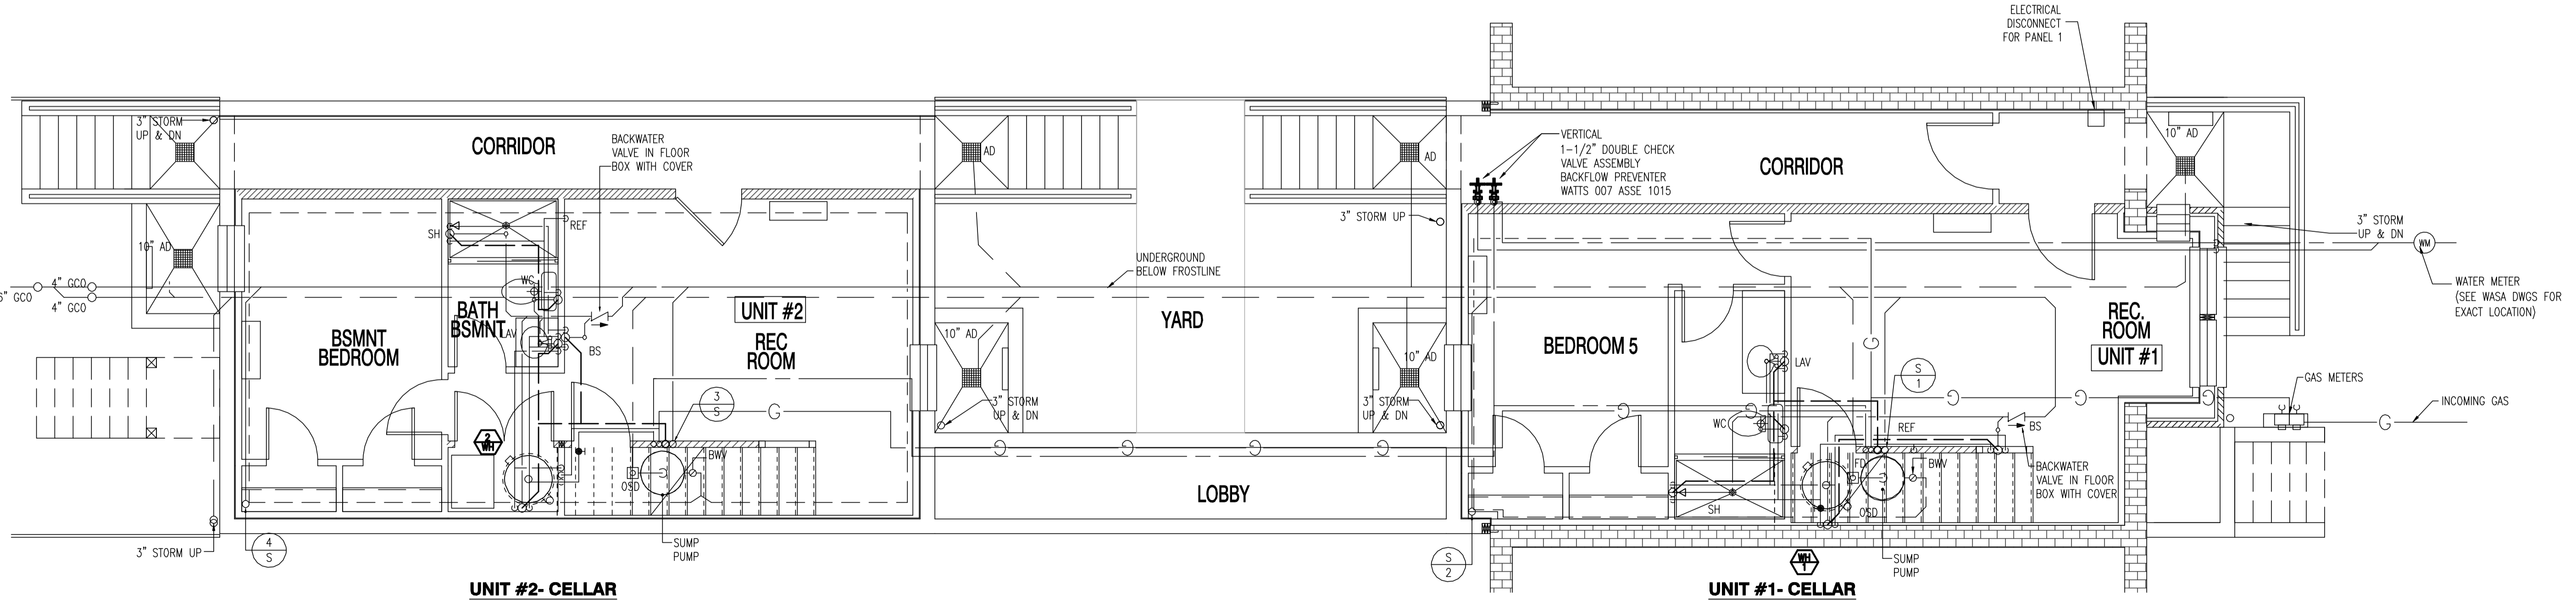 ELECTRICAL
DISCONNECT
FOR PANEL 1
3" STORM
UP & DN
CORRIDOR
BACKWATER
VALVE IN FLOOR
BOX WITH COVER
AD
AD
VERTICAL
1-1/2" DOUBLE CHECK
VALVE ASSEMBLY
BACKFLOW PREVENTER
WATTS 007 ASSE 1015
CORRIDOR
10" AD
10" AD
SH
REF
3" STORM UP
3" STORM
UP & DN
WM
WATER METER
(SEE WASA DWGS FOR
EXACT LOCATION)
6" GCO
4" GCO
4" GCO
WC
UNDERGROUND
BELOW FROSTLINE
BATH
BSMNT
LAV
BS
UNIT #2
REC
ROOM
BSMNT
BEDROOM
YARD
10" AD
10" AD
BEDROOM 5
LAV
G
S
1
REC.
ROOM
UNIT #1
GAS METERS
INCOMING GAS
G
3
S
G
3" STORM
UP & DN
3" STORM
UP & DN
G
G
G
G
WC
REF
BS
G
G
G
G
2
WH
OSD
BWV
FD
BWV
OSD
BACKWATER
VALVE IN FLOOR
BOX WITH COVER
LOBBY
SH
3" STORM UP
4
S
SUMP
PUMP
S
2
WH
1
SUMP
PUMP
UNIT #2- CELLAR
UNIT #1- CELLAR